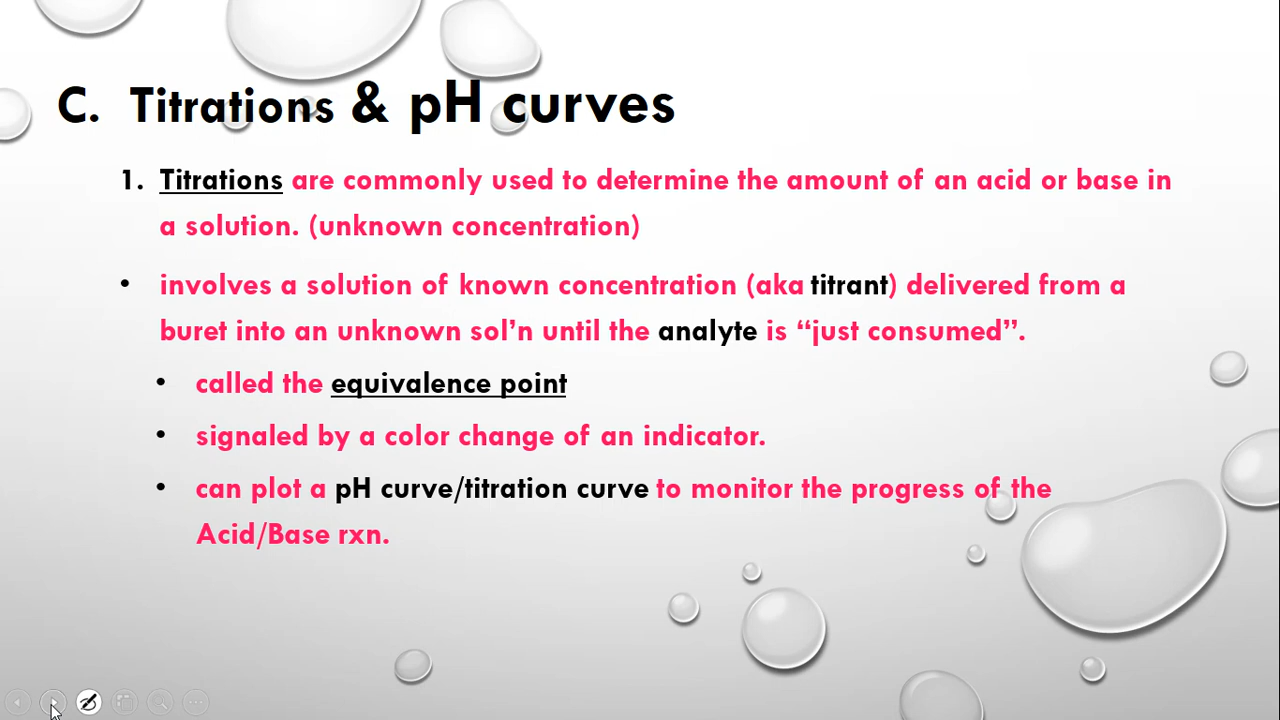 C. Titrations & pH curves
1. Titrations are commonly used to determine the amount of an acid or base in
a solution. (unknown concentration)
• involves a solution of known concentration (aka titrant) delivered from a
buret into an unknown sol’n until the analyte is “just consumed”.
• called the equivalence point
• signaled by a color change of an indicator.
• can plot a pH curve/titration curve to monitor the progress of the
Acid/Base rxn.